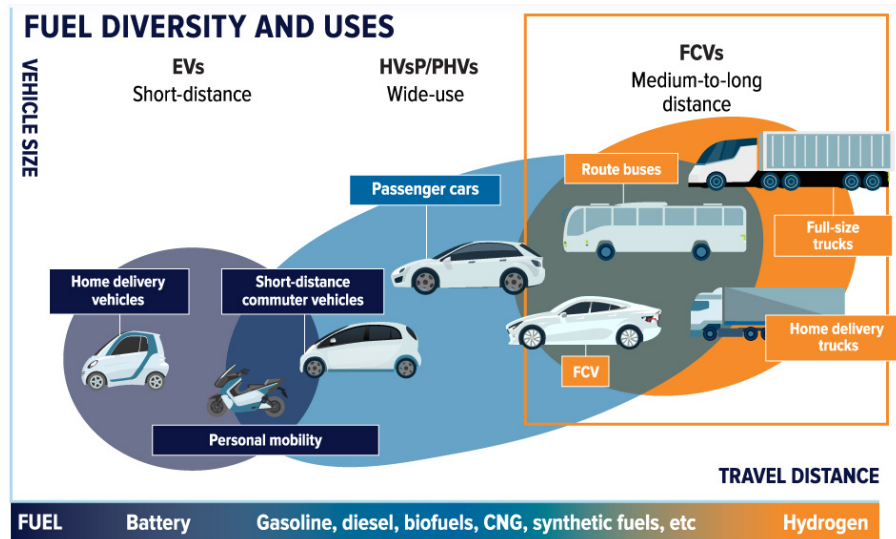 FUEL DIVERSITY AND USES
VEHICLE SIZE
EVs
Short-distance
HVsP/PHVs
Wide-use
FCVs
Medium-to-long
distance
Route buses
Passenger cars
Full-size
trucks
Home delivery
vehicles
Short-distance
commuter vehicles
Home delivery
trucks
FCV
Personal mobility
TRAVEL DISTANCE
FUEL
Battery
Gasoline, diesel, biofuels, CNG, synthetic fuels, etc
Hydrogen